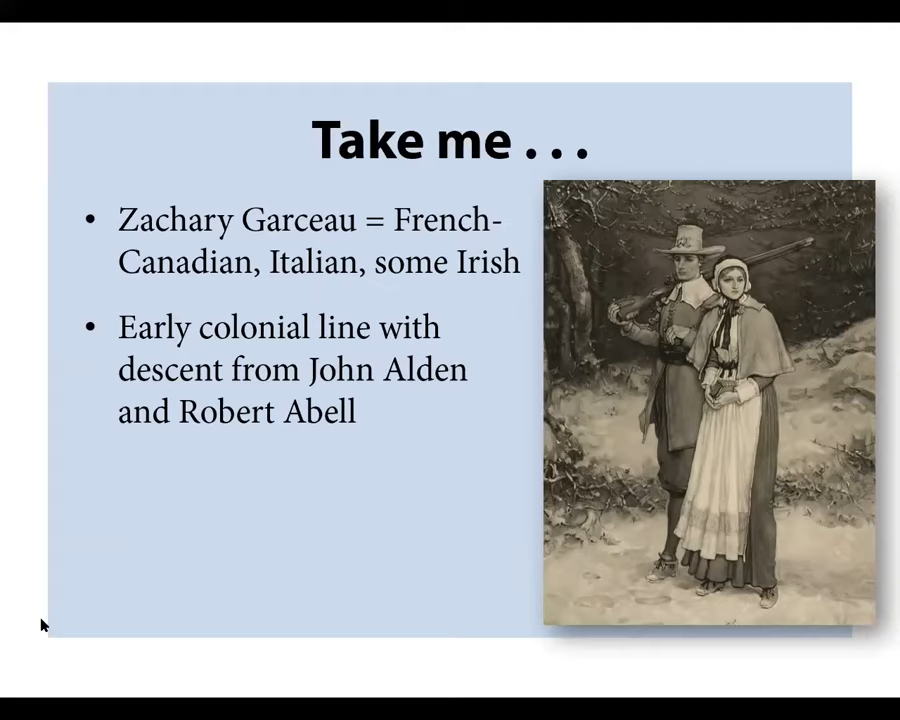 Take me . . .
• Zachary Garceau = French-
Canadian, Italian, some Irish
• Early colonial line with
descent from John Alden
and Robert Abell